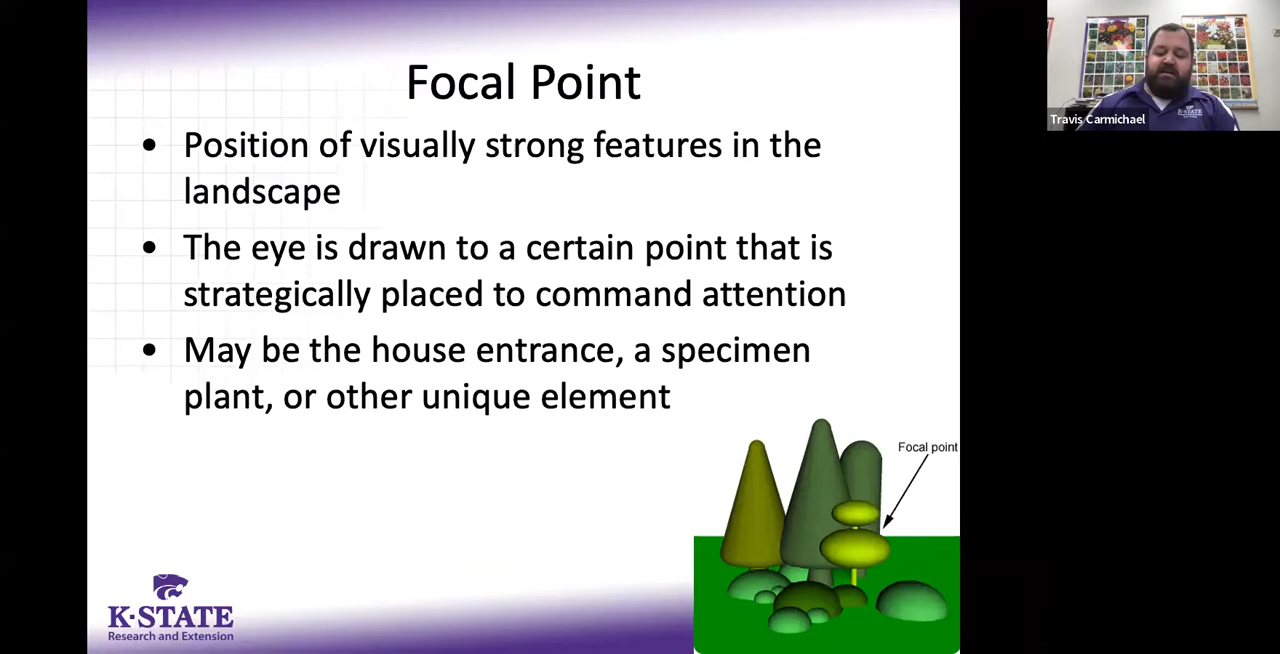 Focal Point
• Position of visually strong features in the
landscape
• The eye is drawn to a certain point that is
strategically placed to command attention
• May be the house entrance, a specimen
plant, or other unique element
Focal point
K-STATE
Research and Extension
Travis Carmichael
K-STATE